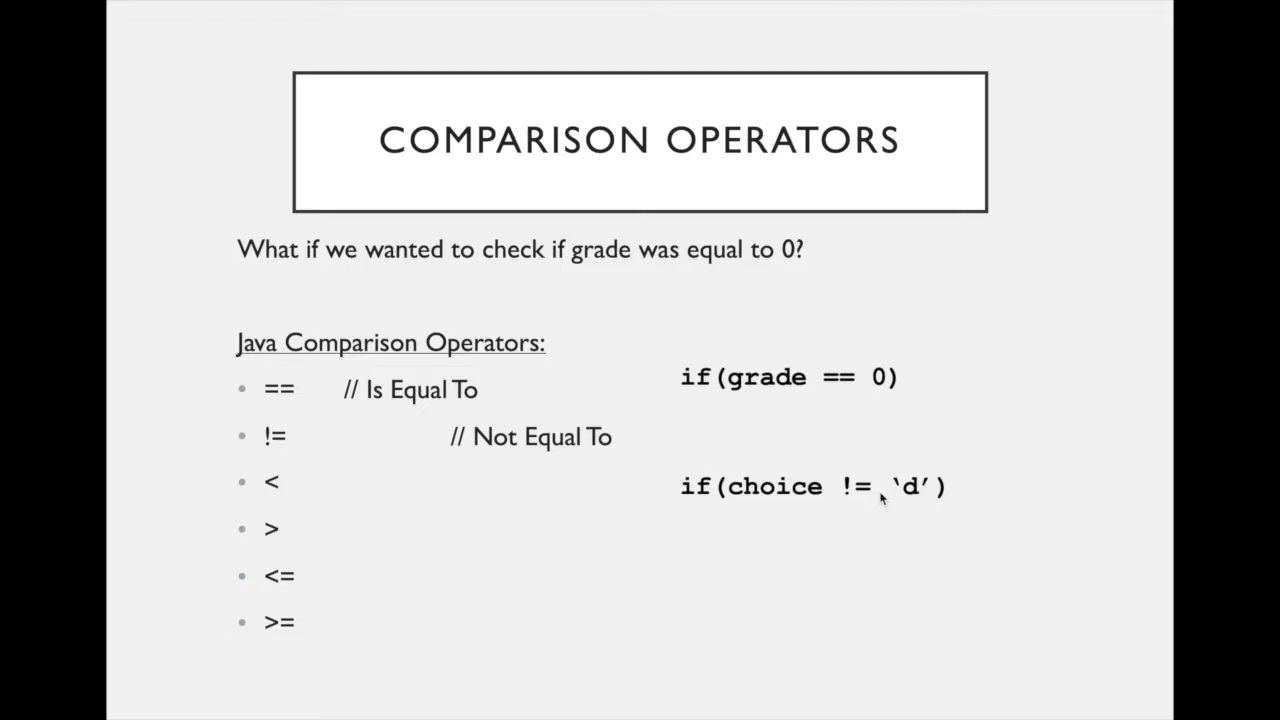 COMPARISON OPERATORS
What if we wanted to check if grade was equal to 0?
Java Comparison Operators:
• == // Is Equal To
if(grade == 0)
• != // Not Equal To
• <
if(choice != ‘d’)
• >
• <=
• >=